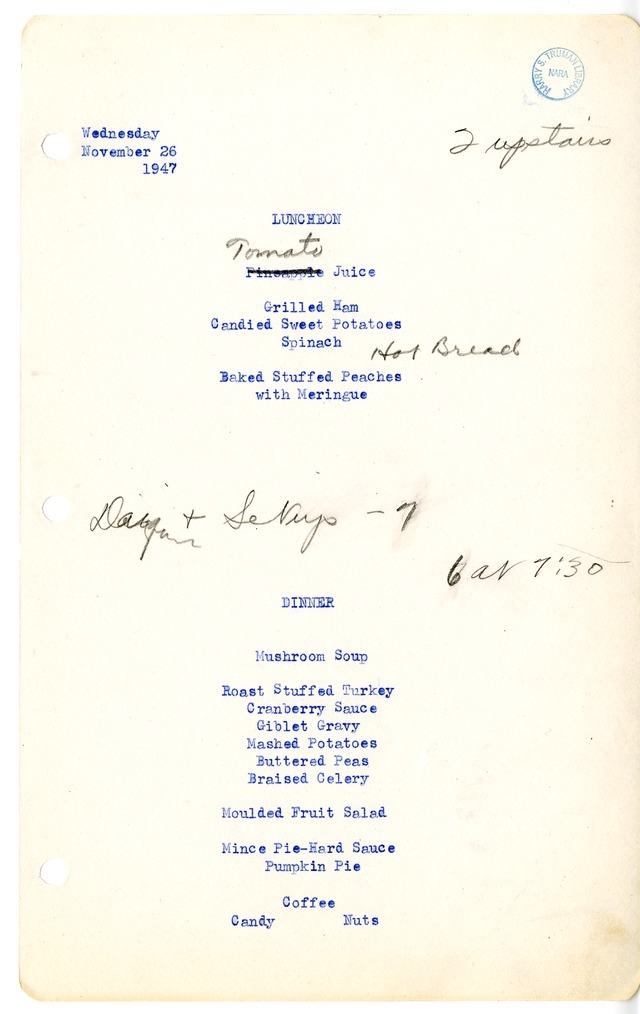 HARRY S. TRUMAN LIBRARY
NARA
Wednesday
November 26
1947
2 upstairs
LUNCHEON
Tomato
Pineapple Juice
Grilled Ham
Candied Sweet Potatoes
Spinach
Hot Bread
Baked Stuffed Peaches
with Meringue
+ Set Ups - 7
6 at 7:30
DINNER
Mushroom Soup
Roast Stuffed Turkey
Cranberry Sauce
Giblet Gravy
Mashed Potatoes
Buttered Peas
Braised Celery
Moulded Fruit Salad
Mince Pie-Hard Sauce
Pumpkin Pie
Coffee
Candy Nuts